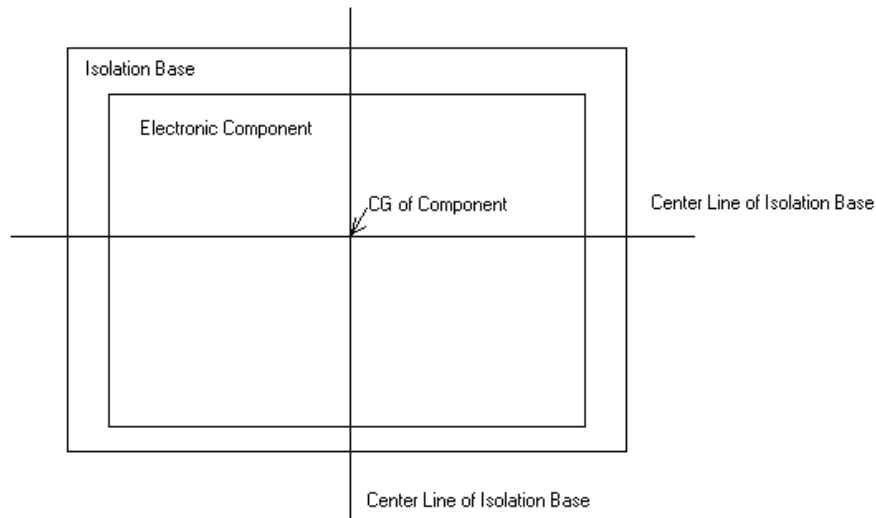 Isolation Base
Electronic Component
CG of Component
Center Line of Isolation Base
Center Line of Isolation Base